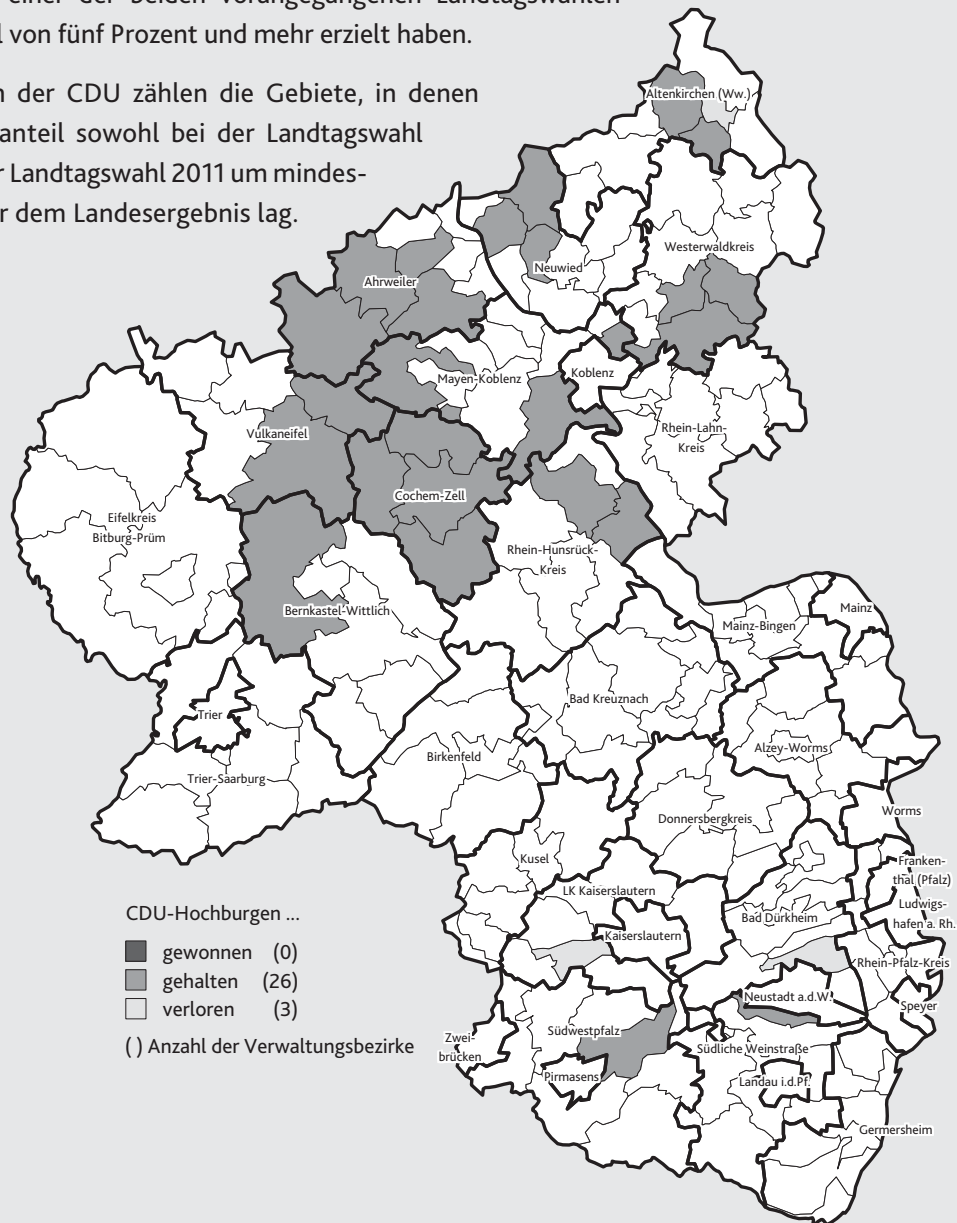 einer der beiden vorangegangenen Landtagswahlen
von fünf Prozent und mehr erzielt haben.
der CDU zählen die Gebiete, in denen
anteil sowohl bei der Landtagswahl
Landtagswahl 2011 um mindes-
dem Landesergebnis lag.
Altenkirchen (Ww.)
Westerwaldkreis
Neuwied
Ahrweiler
Mayen-Koblenz
Koblenz
Rhein-Lahn-
Kreis
Vulkaneifel
Cochem-Zell
Eifelkreis
Bitburg-Prüm
Rhein-Hunsrück-
Kreis
Bernkastel-Wittlich
Mainz
Mainz-Bingen
Bad Kreuznach
Trier
Alzey-Worms
Birkenfeld
Trier-Saarburg
Worms
Donnersbergkreis
Kusel
Franken-
thal (Pfalz)
LK Kaiserslautern
Ludwigs-
hafen a. Rh.
Bad Dürkheim
Kaiserslautern
Rhein-Pfalz-Kreis
Neustadt a.d.W.
Speyer
Südwestpfalz
Zwei-
brücken
Südliche Weinstraße
Pirmasens
Landau i.d.Pf.
Germersheim
CDU-Hochburgen ...
gewonnen (0)
gehalten (26)
verloren (3)
( ) Anzahl der Verwaltungsbezirke